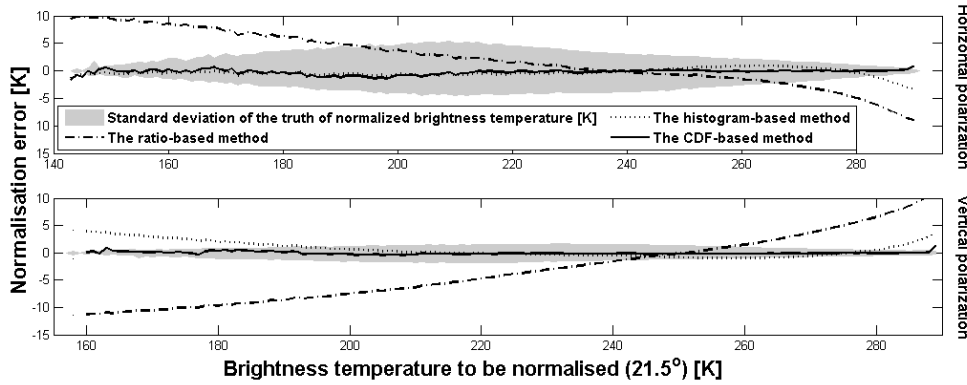 10
5
0
-5
10
15
Standard deviation of the truth of normalized brightness temperature [K]
The histogram-based method
The ratio-based method
The CDF-based method
140 160 180 200 220 240 260 280
Horizontal polarization
Normalisation error [K]
10
5
0
-5
-10
-15
160 180 200 220 240 260 280
Vertical polarization
Brightness temperature to be normalised (21.5°) [K]